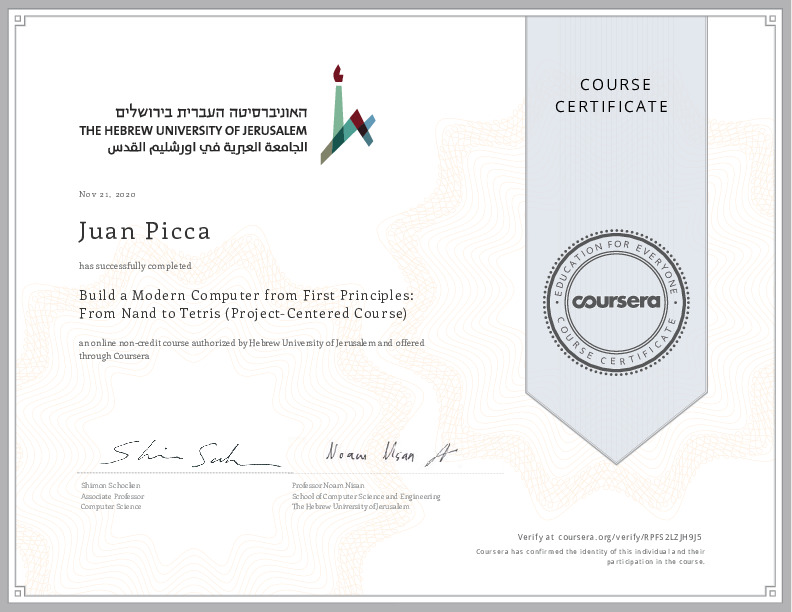 האוניברסיטה העברית בירושלים
THE HEBREW UNIVERSITY OF JERUSALEM
الجامعة العبرية في اورشليم القدس
COURSE
CERTIFICATE
Nov 21, 2020
Juan Picca
has successfully completed
Build a Modern Computer from First Principles:
From Nand to Tetris (Project-Centered Course)
an online non-credit course authorized by Hebrew University of Jerusalem and offered
through Coursera
EDUCATION FOR EVERYONE
coursera
COURSE CERTIFICATE
Noam Nisan
Shimon Schocken
Associate Professor
Computer Science
Professor Noam Nisan
School of Computer Science and Engineering
The Hebrew University of Jerusalem
Verify at coursera.org/verify/RPFS2LZJH9J5
Coursera has confirmed the identity of this individual and their
participation in the course.